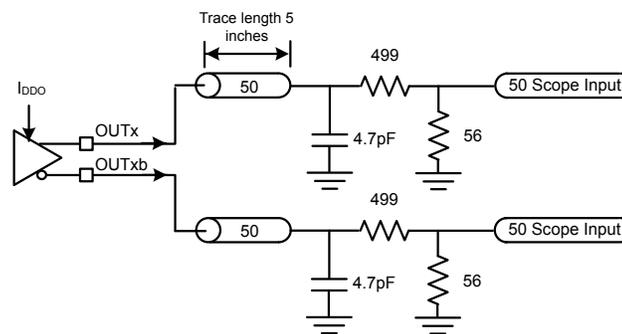 Trace length 5
inches
I_DDO
OUTx
OUTxb
50
499
4.7pF
56
50 Scope Input
50
499
4.7pF
56
50 Scope Input